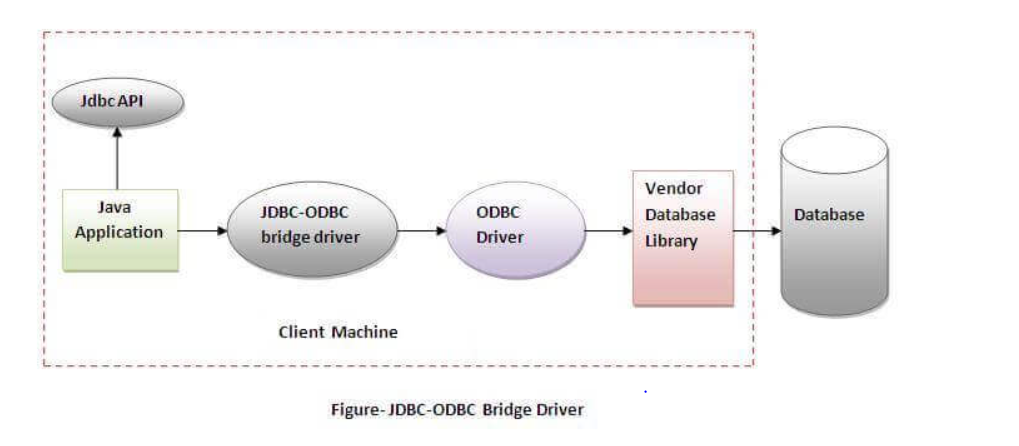 Jdbc API
Java
Application
JDBC-ODBC
bridge driver
ODBC
Driver
Vendor
Database
Library
Database
Client Machine
Figure- JDBC-ODBC Bridge Driver